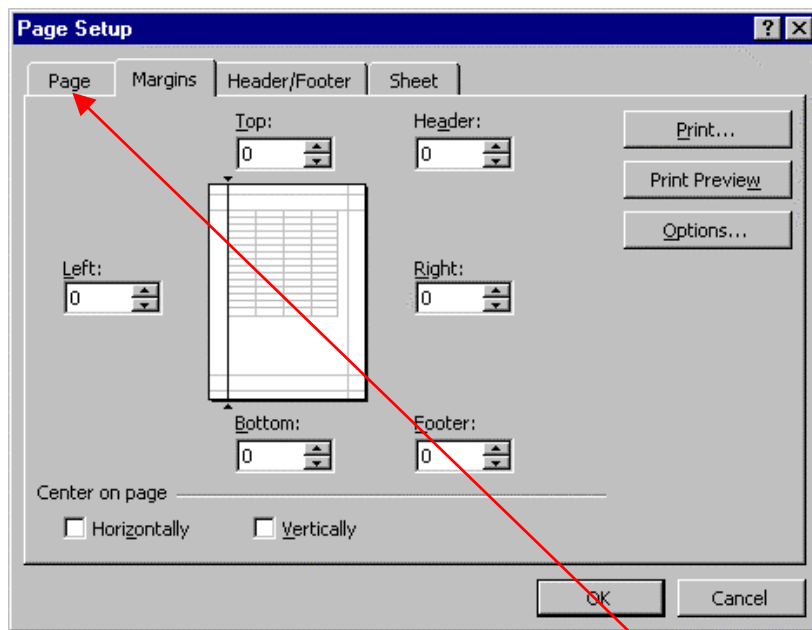 Page Setup
Page Margins Header/Footer Sheet
Top: Header:
0 0
Print...
Print Preview
Options...
Left: Right:
0 0
Bottom: Footer:
0 0
Center on page
Horizontally Vertically
OK Cancel